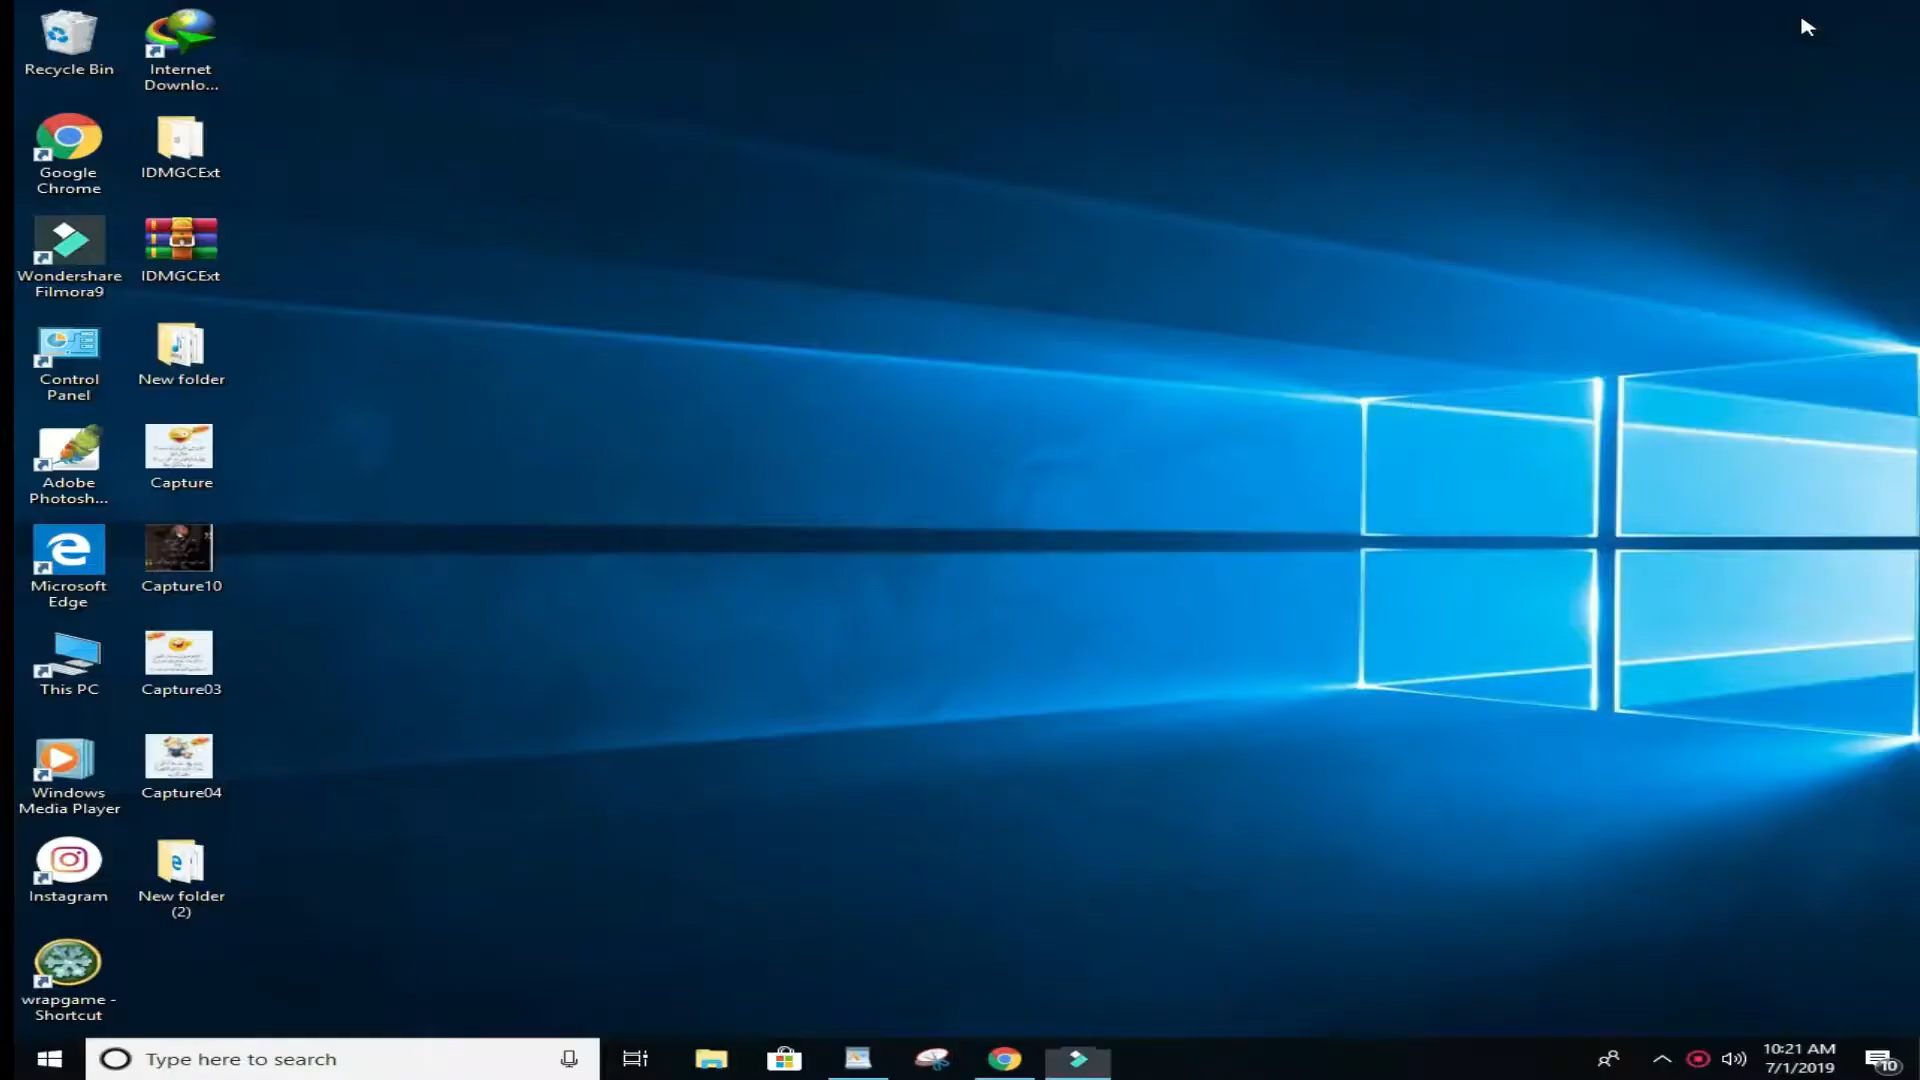 Recycle Bin
Internet
Downlo...
Google
Chrome
IDMGCExt
Wondershare
Filmora9
IDMGCExt
Control
Panel
New folder
Adobe
Photosh...
Capture
Microsoft
Edge
Capture10
This PC
Capture03
Windows
Media Player
Capture04
Instagram
New folder
(2)
wrapgame -
Shortcut
Type here to search
10:21 AM
7/1/2019
10